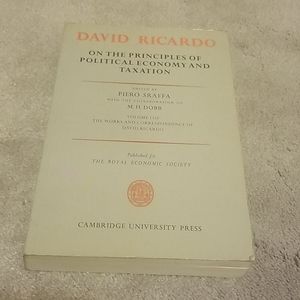 DAVID RICARDO
ON THE PRINCIPLES OF
POLITICAL ECONOMY AND
TAXATION
EDITED BY
PIERO SRAFFA
WITH THE COLLABORATION OF
M.H. DOBB
VOLUME I OF
THE WORKS AND CORRESPONDENCE OF
DAVID RICARDO
Published for
THE ROYAL ECONOMIC SOCIETY
CAMBRIDGE UNIVERSITY PRESS